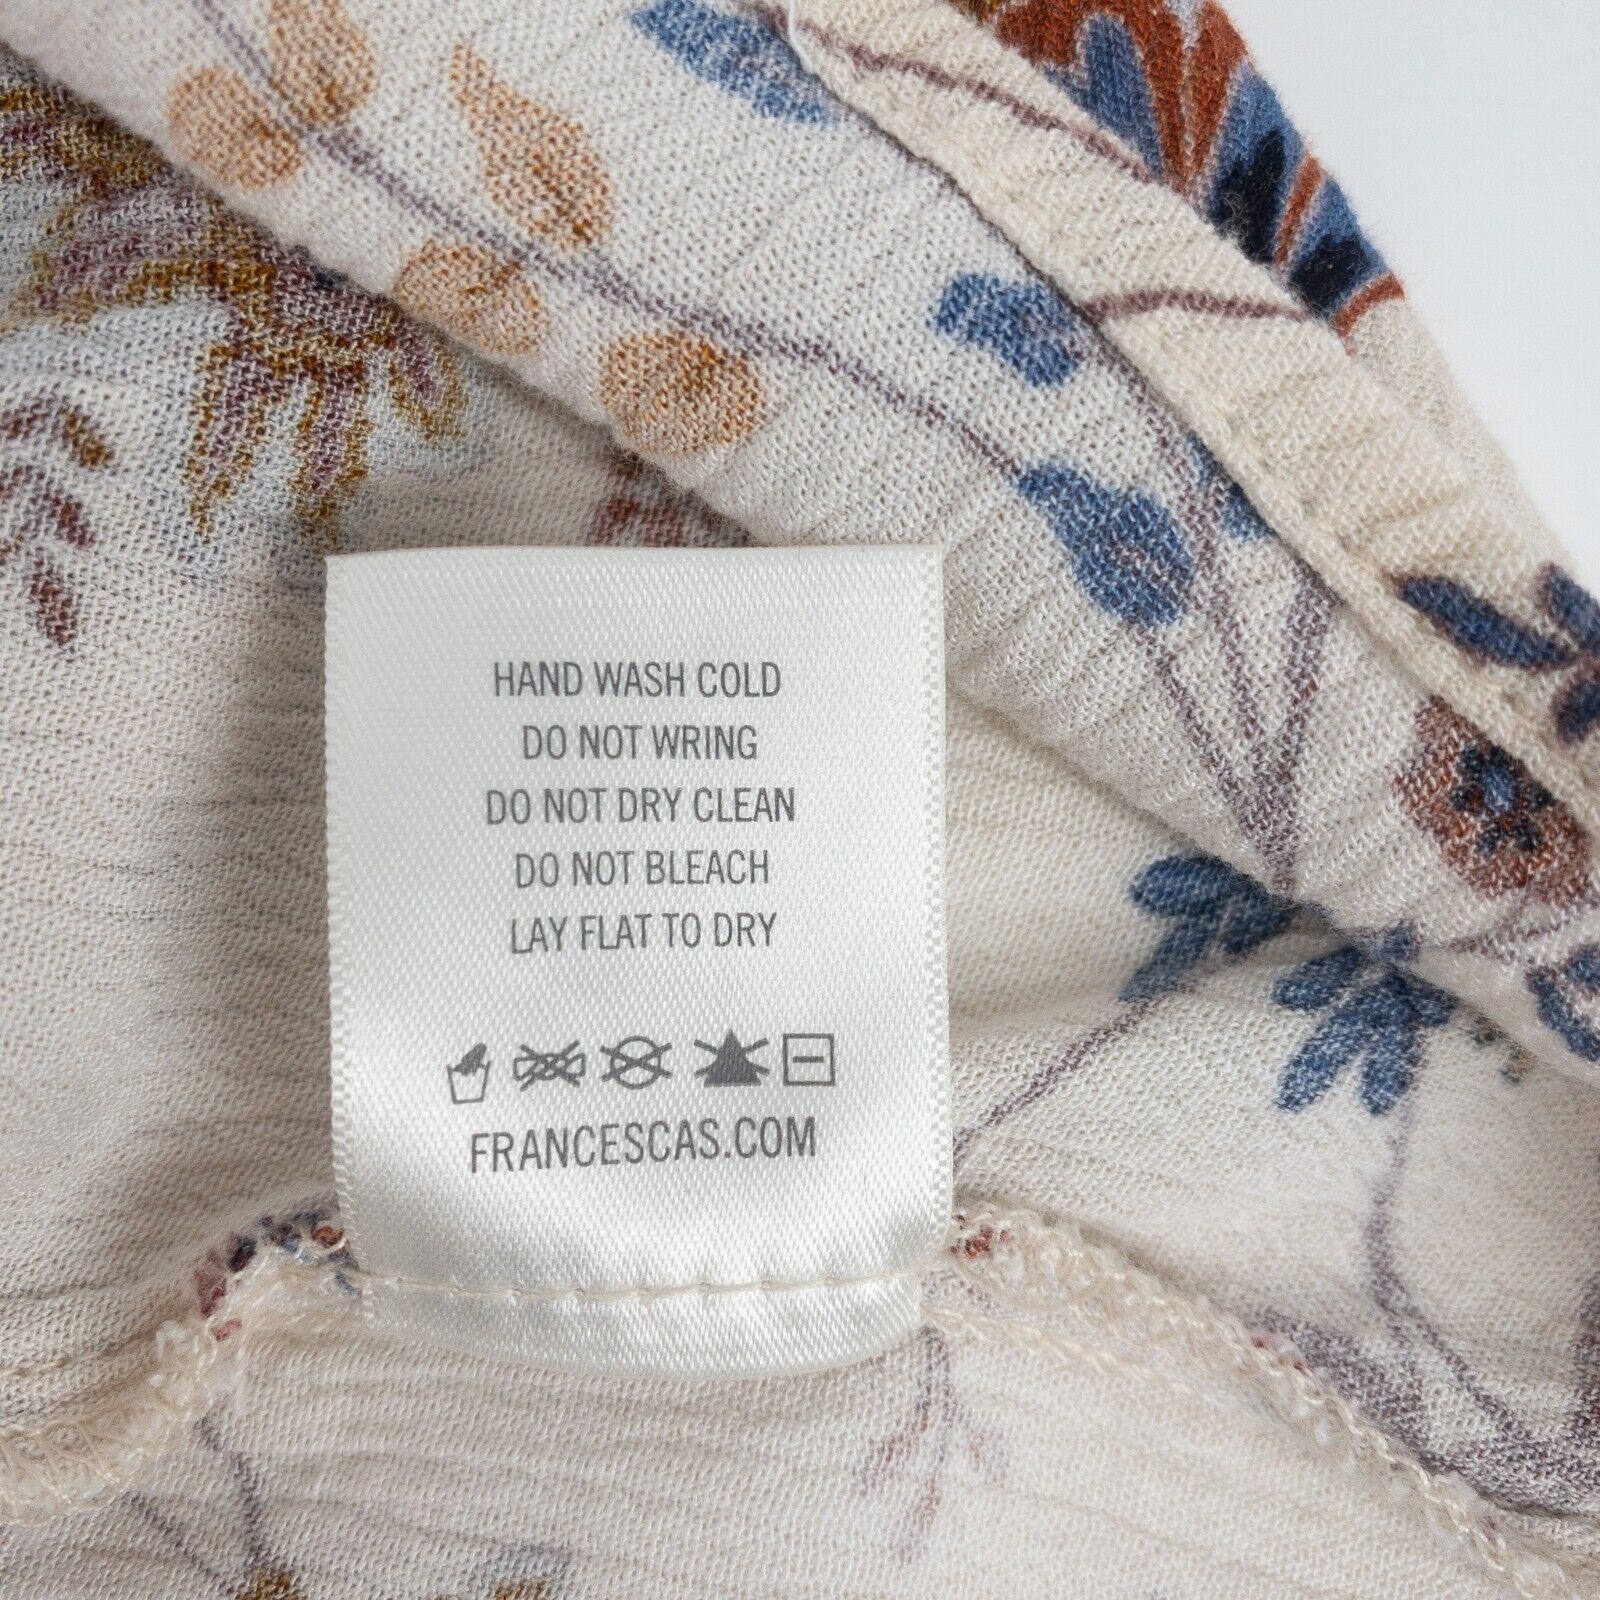 HAND WASH COLD
DO NOT WRING
DO NOT DRY CLEAN
DO NOT BLEACH
LAY FLAT TO DRY
FRANCESCAS.COM